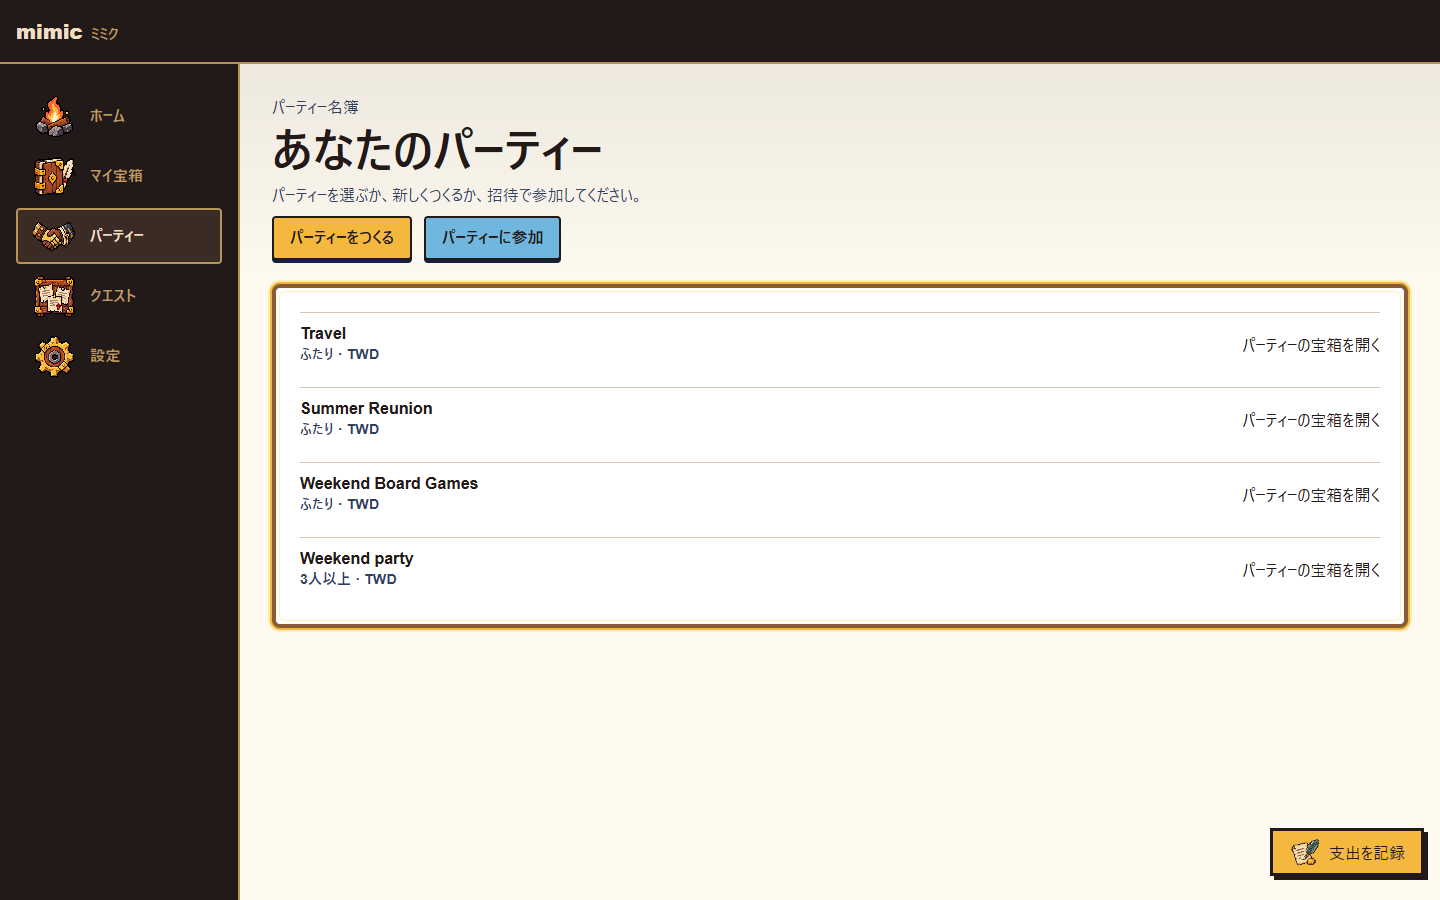 mimic ミミク
ホーム
マイ宝箱
パーティー
クエスト
設定
パーティー名簿
あなたのパーティー
パーティーを選ぶか、新しくつくるか、招待で参加してください。
パーティーをつくる
パーティーに参加
Travel
ふたり · TWD
パーティーの宝箱を開く
Summer Reunion
ふたり · TWD
パーティーの宝箱を開く
Weekend Board Games
ふたり · TWD
パーティーの宝箱を開く
Weekend party
3人以上 · TWD
パーティーの宝箱を開く
支出を記録